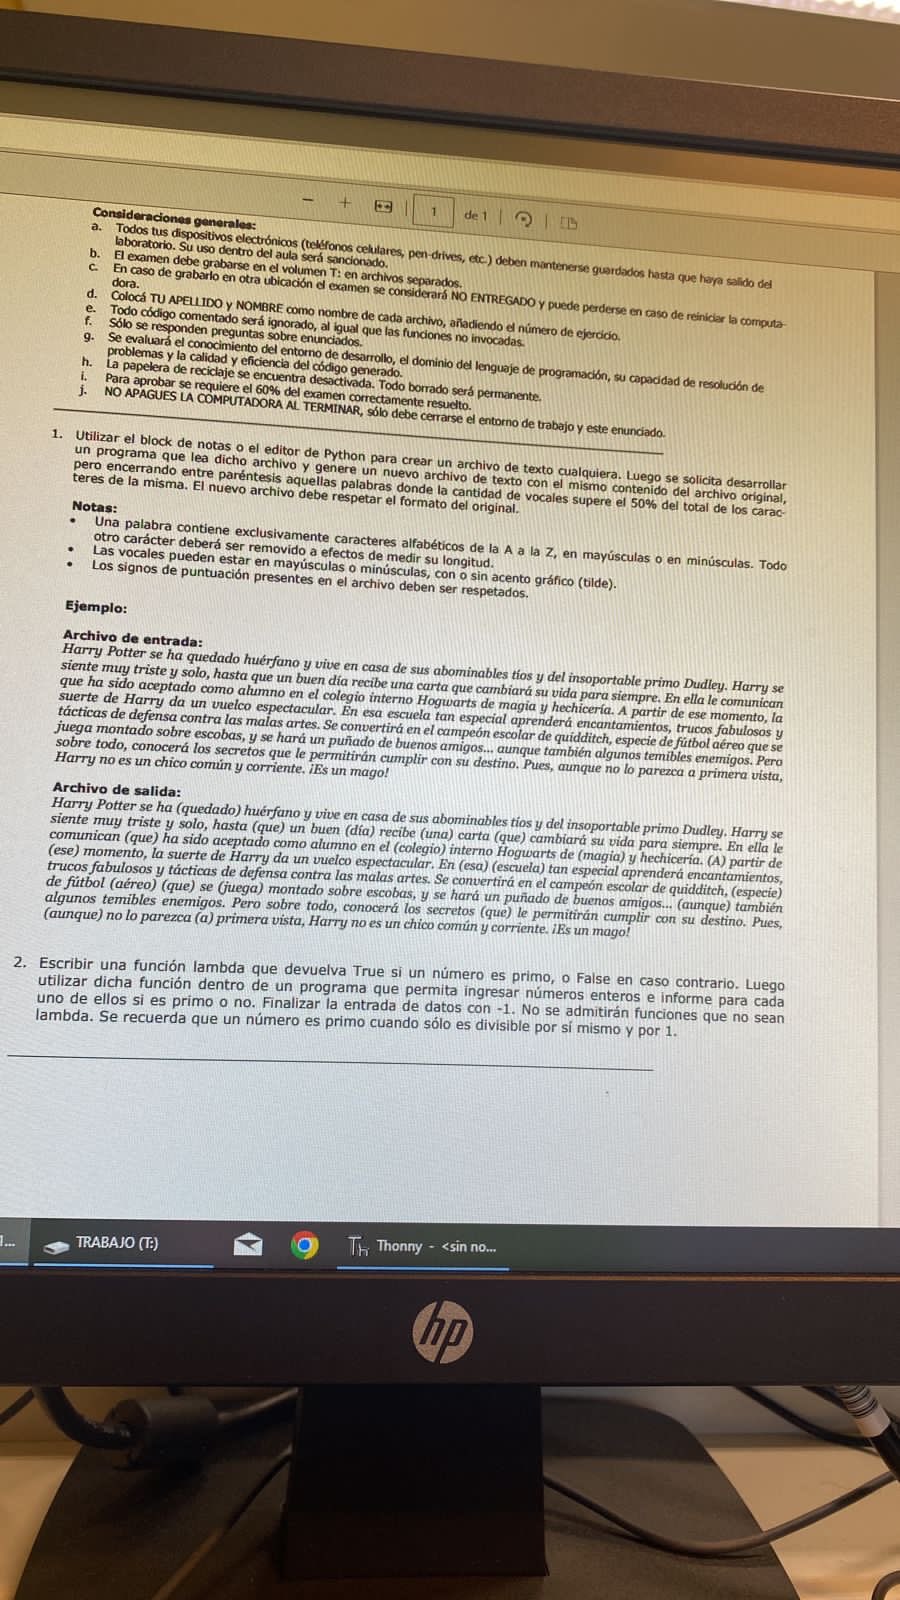 1
de 1
Consideraciones generales:
a. Todos tus dispositivos electrónicos (teléfonos celulares, pen-drives, etc.) deben mantenerse guardados hasta que haya salido del
laboratorio. Su uso dentro del aula será sancionado.
b. El examen debe grabarse en el volumen T: en archivos separados.
c. En caso de grabarlo en otra ubicación el examen se considerará NO ENTREGADO y puede perderse en caso de reiniciar la computa-
dora.
d. Colocá TU APELLIDO y NOMBRE como nombre de cada archivo, añadiendo el número de ejercicio.
e. Todo código comentado será ignorado, al igual que las funciones no invocadas.
f. Sólo se responden preguntas sobre enunciados.
g. Se evaluará el conocimiento del entorno de desarrollo, el dominio del lenguaje de programación, su capacidad de resolución de
problemas y la calidad y eficiencia del código generado.
h. La papelera de reciclaje se encuentra desactivada. Todo borrado será permanente.
i. Para aprobar se requiere el 60% del examen correctamente resuelto.
j. NO APAGUES LA COMPUTADORA AL TERMINAR, sólo debe cerrarse el entorno de trabajo y este enunciado.
1. Utilizar el block de notas o el editor de Python para crear un archivo de texto cualquiera. Luego se solicita desarrollar
un programa que lea dicho archivo y genere un nuevo archivo de texto con el mismo contenido del archivo original,
pero encerrando entre paréntesis aquellas palabras donde la cantidad de vocales supere el 50% del total de los carac-
teres de la misma. El nuevo archivo debe respetar el formato del original.
Notas:
• Una palabra contiene exclusivamente caracteres alfabéticos de la A a la Z, en mayúsculas o en minúsculas. Todo
otro carácter deberá ser removido a efectos de medir su longitud.
• Las vocales pueden estar en mayúsculas o minúsculas, con o sin acento gráfico (tilde).
• Los signos de puntuación presentes en el archivo deben ser respetados.
Ejemplo:
Archivo de entrada:
Harry Potter se ha quedado huérfano y vive en casa de sus abominables tíos y del insoportable primo Dudley. Harry se
siente muy triste y solo, hasta que un buen día recibe una carta que cambiará su vida para siempre. En ella le comunican
que ha sido aceptado como alumno en el colegio interno Hogwarts de magia y hechicería. A partir de ese momento, la
suerte de Harry da un vuelco espectacular. En esa escuela tan especial aprenderá encantamientos, trucos fabulosos y
tácticas de defensa contra las malas artes. Se convertirá en el campeón escolar de quidditch, especie de fútbol aéreo que se
juega montado sobre escobas, y se hará un puñado de buenos amigos... aunque también algunos temibles enemigos. Pero
sobre todo, conocerá los secretos que le permitirán cumplir con su destino. Pues, aunque no lo parezca a primera vista,
Harry no es un chico común y corriente. ¡Es un mago!
Archivo de salida:
Harry Potter se ha (quedado) huérfano y vive en casa de sus abominables tíos y del insoportable primo Dudley. Harry se
siente muy triste y solo, hasta (que) un buen (día) recibe (una) carta (que) cambiará su vida para siempre. En ella le
comunican (que) ha sido aceptado como alumno en el (colegio) interno Hogwarts de (magia) y hechicería. (A) partir de
(ese) momento, la suerte de Harry da un vuelco espectacular. En (esa) (escuela) tan especial aprenderá encantamientos,
trucos fabulosos y tácticas de defensa contra las malas artes. Se convertirá en el campeón escolar de quidditch, (especie)
de fútbol (aéreo) (que) se (juega) montado sobre escobas, y se hará un puñado de buenos amigos... (aunque) también
algunos temibles enemigos. Pero sobre todo, conocerá los secretos (que) le permitirán cumplir con su destino. Pues,
(aunque) no lo parezca (a) primera vista, Harry no es un chico común y corriente. ¡Es un mago!
2. Escribir una función lambda que devuelva True si un número es primo, o False en caso contrario. Luego
utilizar dicha función dentro de un programa que permita ingresar números enteros e informe para cada
uno de ellos si es primo o no. Finalizar la entrada de datos con -1. No se admitirán funciones que no sean
lambda. Se recuerda que un número es primo cuando sólo es divisible por sí mismo y por 1.
TRABAJO (T:)
Thonny - <sin no...
hp